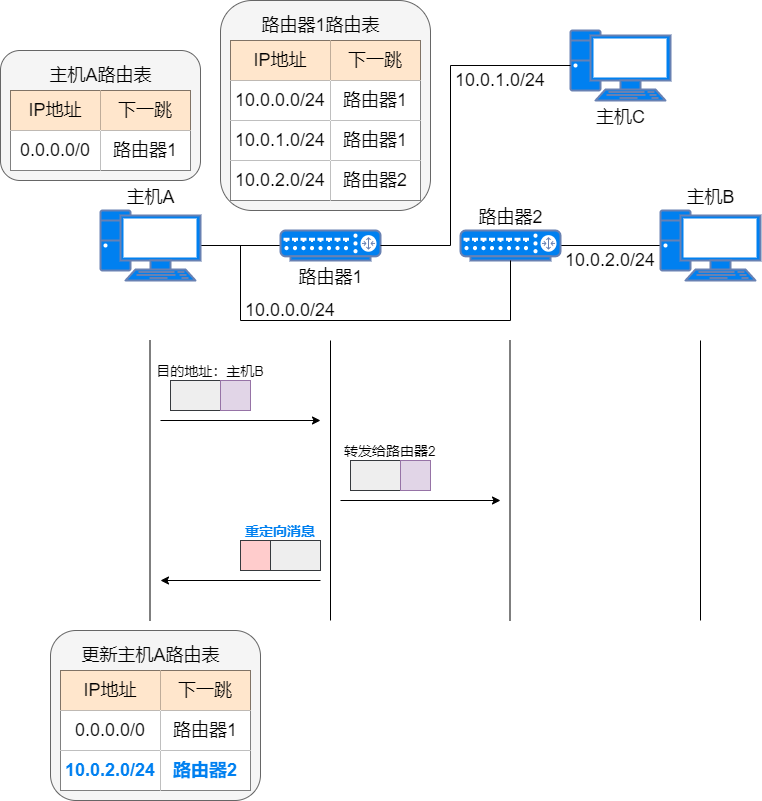 路由器1路由表
IP地址 下一跳
10.0.0.0/24 路由器1
10.0.1.0/24 路由器1
10.0.2.0/24 路由器2
主机A路由表
IP地址 下一跳
0.0.0.0/0 路由器1
10.0.1.0/24
主机C
主机A
路由器1
路由器2
主机B
10.0.2.0/24
10.0.0.0/24
目的地址：主机B
转发给路由器2
重定向消息
更新主机A路由表
IP地址 下一跳
0.0.0.0/0 路由器1
10.0.2.0/24 路由器2